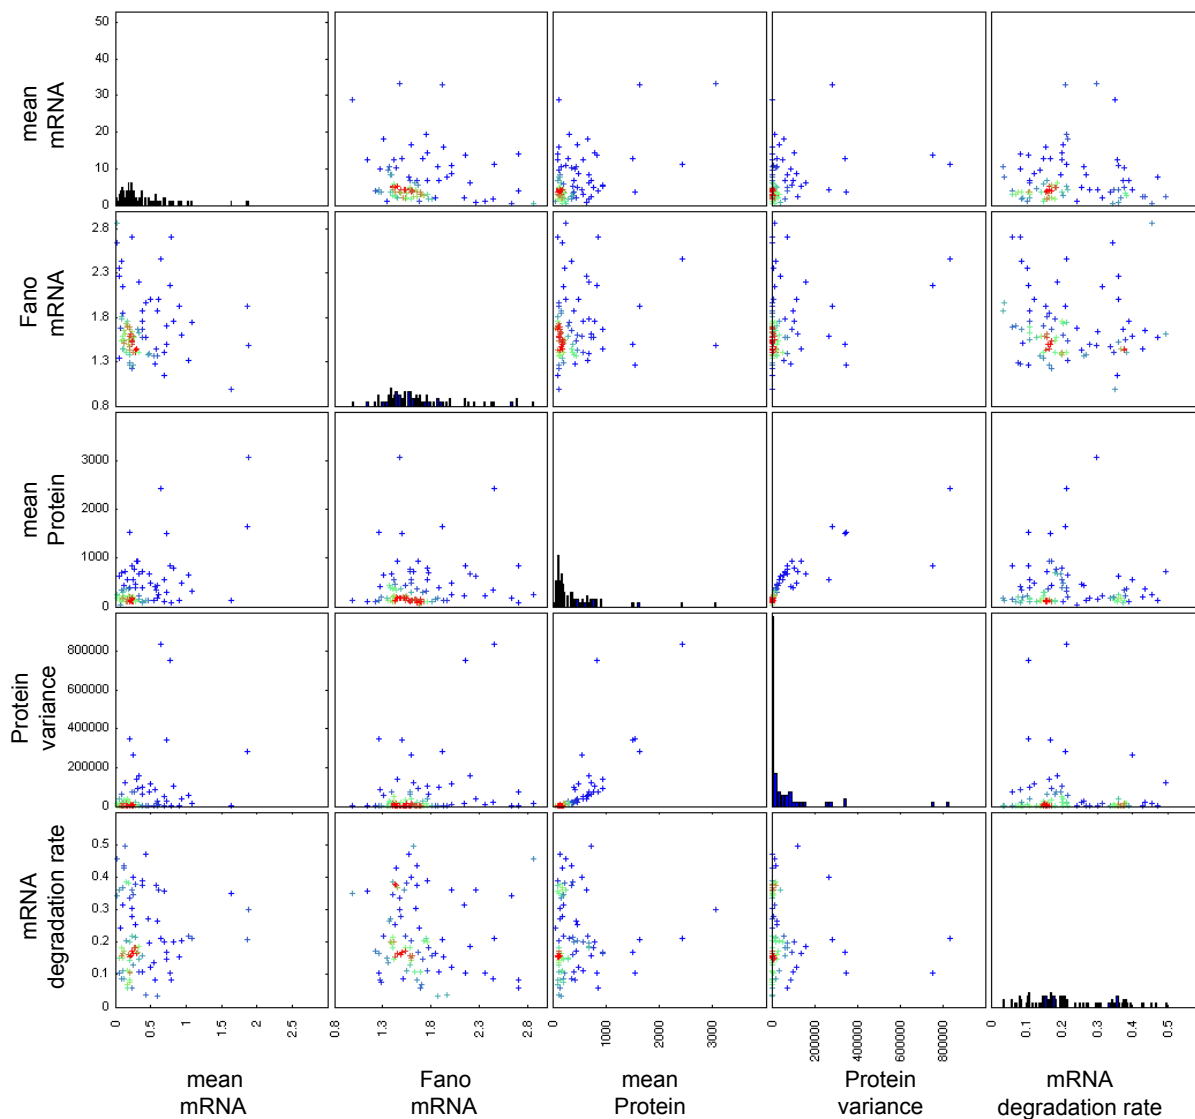 50
40
30
20
10
0
mean
mRNA
2.8
2.3
1.8
1.3
0.8
Fano
mRNA
3000
2000
1000
0
mean
Protein
800000
600000
400000
200000
0
Protein
variance
0.5
0.4
0.3
0.2
0.1
0
mRNA
degradation rate
0 0.5 1 1.5 2 2.5
0.8 1.3 1.8 2.3 2.8
0 1000 2000 3000
0 200000 400000 600000 800000
0 0.1 0.2 0.3 0.4 0.5
mean
mRNA
Fano
mRNA
mean
Protein
Protein
variance
mRNA
degradation rate